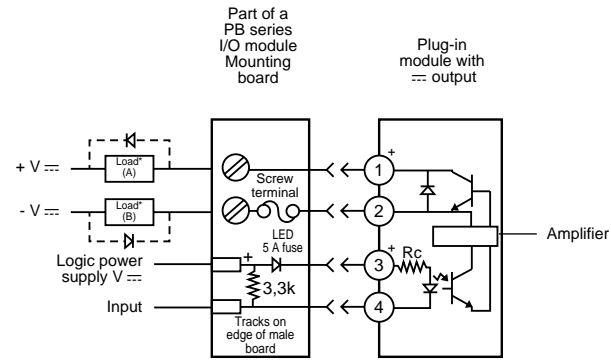 Part of a
PB series
I/O module
Mounting
board
Plug-in
module with
⎓ output
+ V ⎓
Load*
(A)
Screw
terminal
+
1
- V ⎓
Load*
(B)
2
Amplifier
LED
5 A fuse
Logic power
supply V ⎓
+
3,3k
+
3
Rc
Input
4
Tracks on
edge of male
board